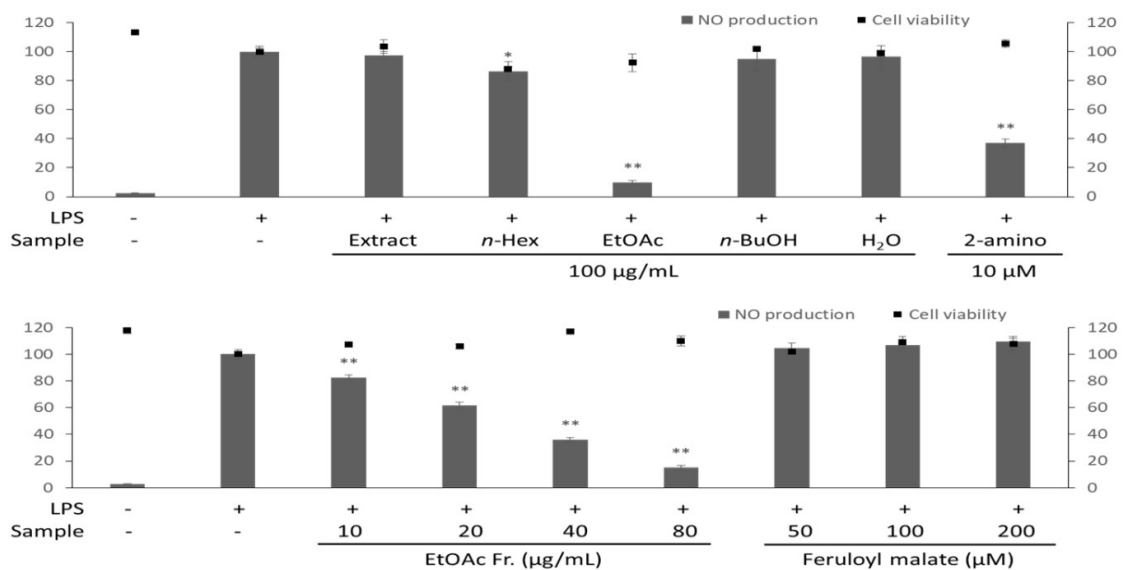 NO production Cell viability
120 120
100 * 100
80 80
60 60
40 ** 40
20 ** 20
0 0
LPS - + + + + + + +
Sample - - Extract n-Hex EtOAc n-BuOH H₂O 2-amino
100 µg/mL 10 µM
NO production Cell viability
120 120
100 ** 100
80 ** 80
60 60
40 ** 40
20 ** 20
0 0
LPS - + + + + + + + +
Sample - - 10 20 40 80 50 100 200
EtOAc Fr. (µg/mL) Feruloyl malate (µM)